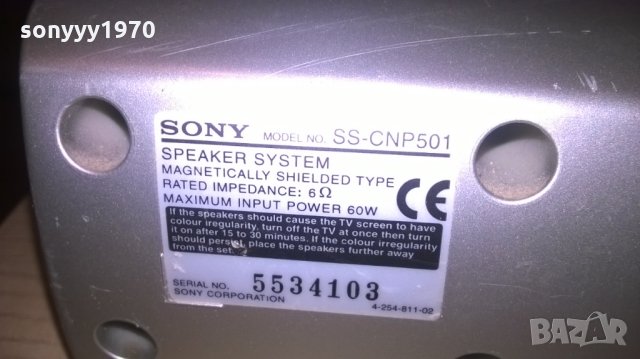 sonyyy1970
SONY MODEL NO. SS-CNP501
SPEAKER SYSTEM
MAGNETICALLY SHIELDED TYPE
RATED IMPEDANCE: 6Ω
MAXIMUM INPUT POWER 60W
CE
If the speakers should cause the TV screen to have
colour irregularity, turn off the TV at once then turn
it on after 15 to 30 minutes. If the colour irregularity
should persist, place the speakers further away
from the set.
SERIAL NO. 5534103
SONY CORPORATION 4-254-811-02
BAZAR
bg